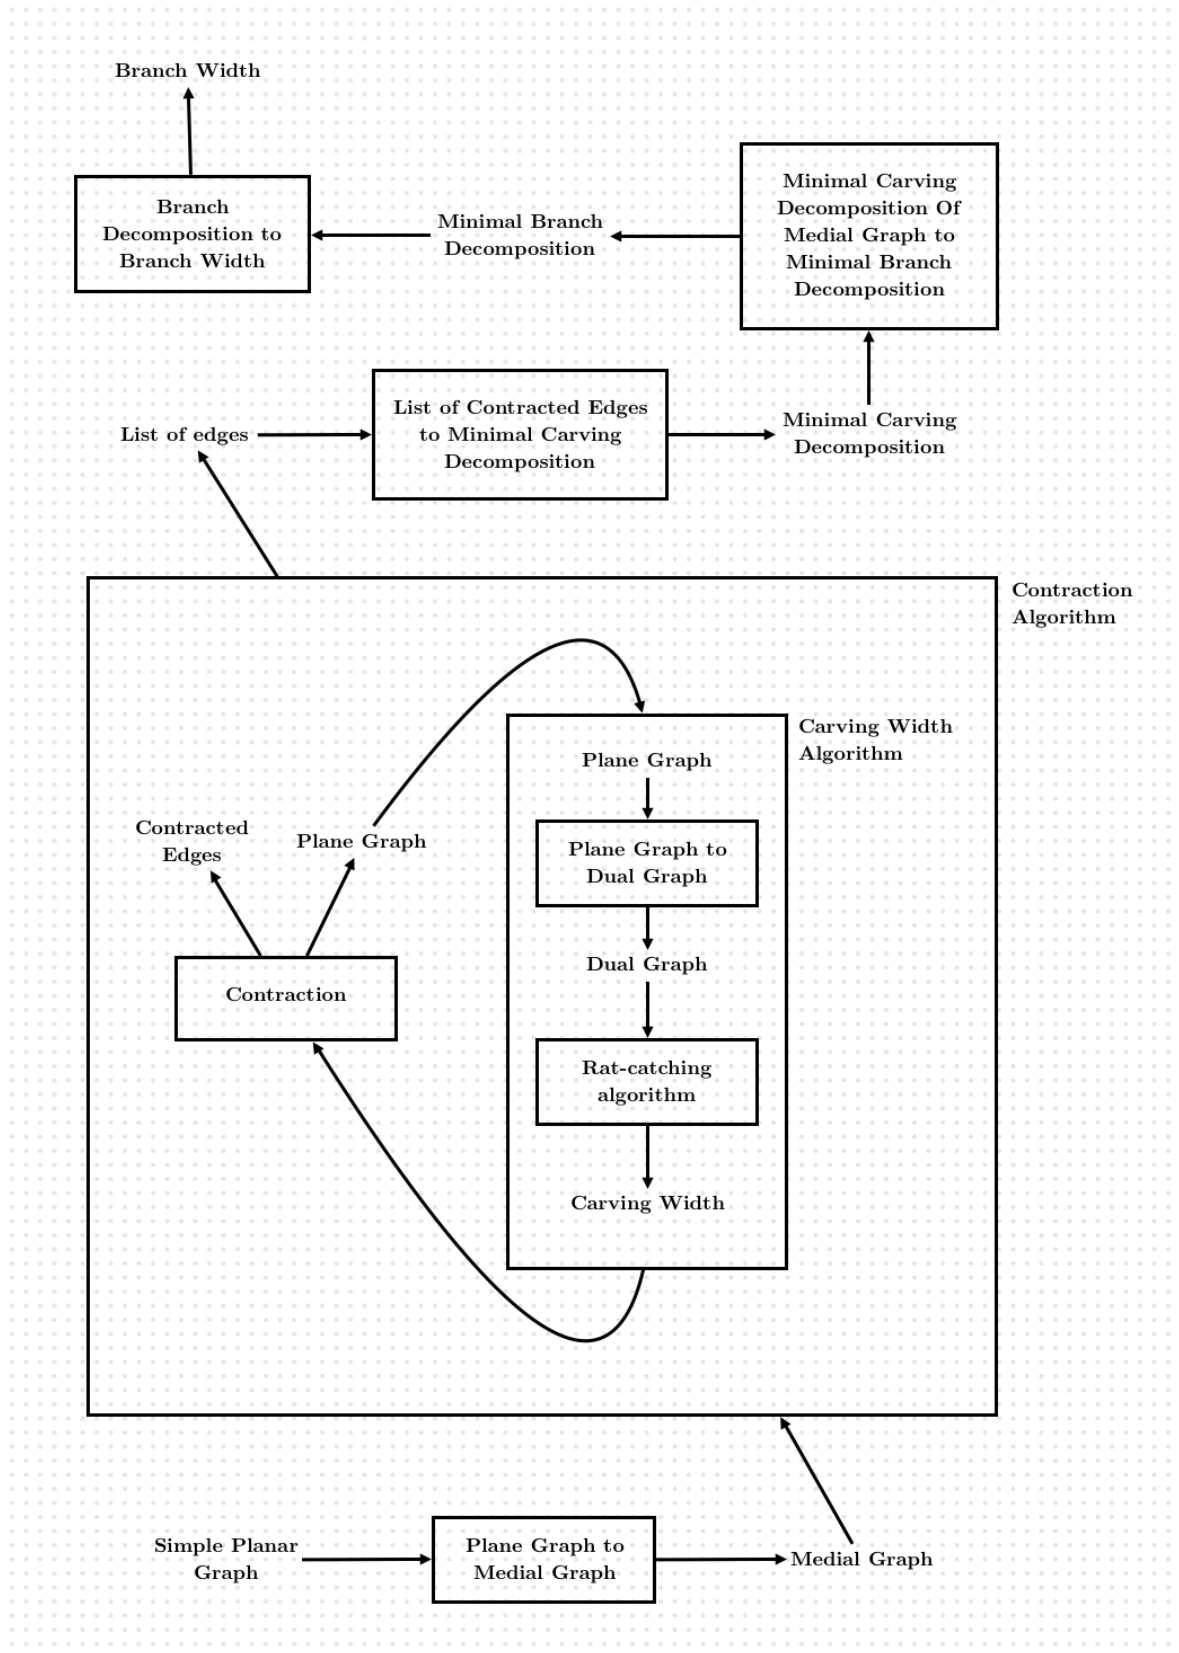 Branch Width
Branch
Decomposition to
Branch Width
Minimal Branch
Decomposition
Minimal Carving
Decomposition Of
Medial Graph to
Minimal Branch
Decomposition
List of edges
List of Contracted Edges
to Minimal Carving
Decomposition
Minimal Carving
Decomposition
Contraction
Algorithm
Carving Width
Algorithm
Plane Graph
Plane Graph to
Dual Graph
Dual Graph
Rat-catching
algorithm
Carving Width
Contracted
Edges
Plane Graph
Contraction
Simple Planar
Graph
Plane Graph to
Medial Graph
Medial Graph